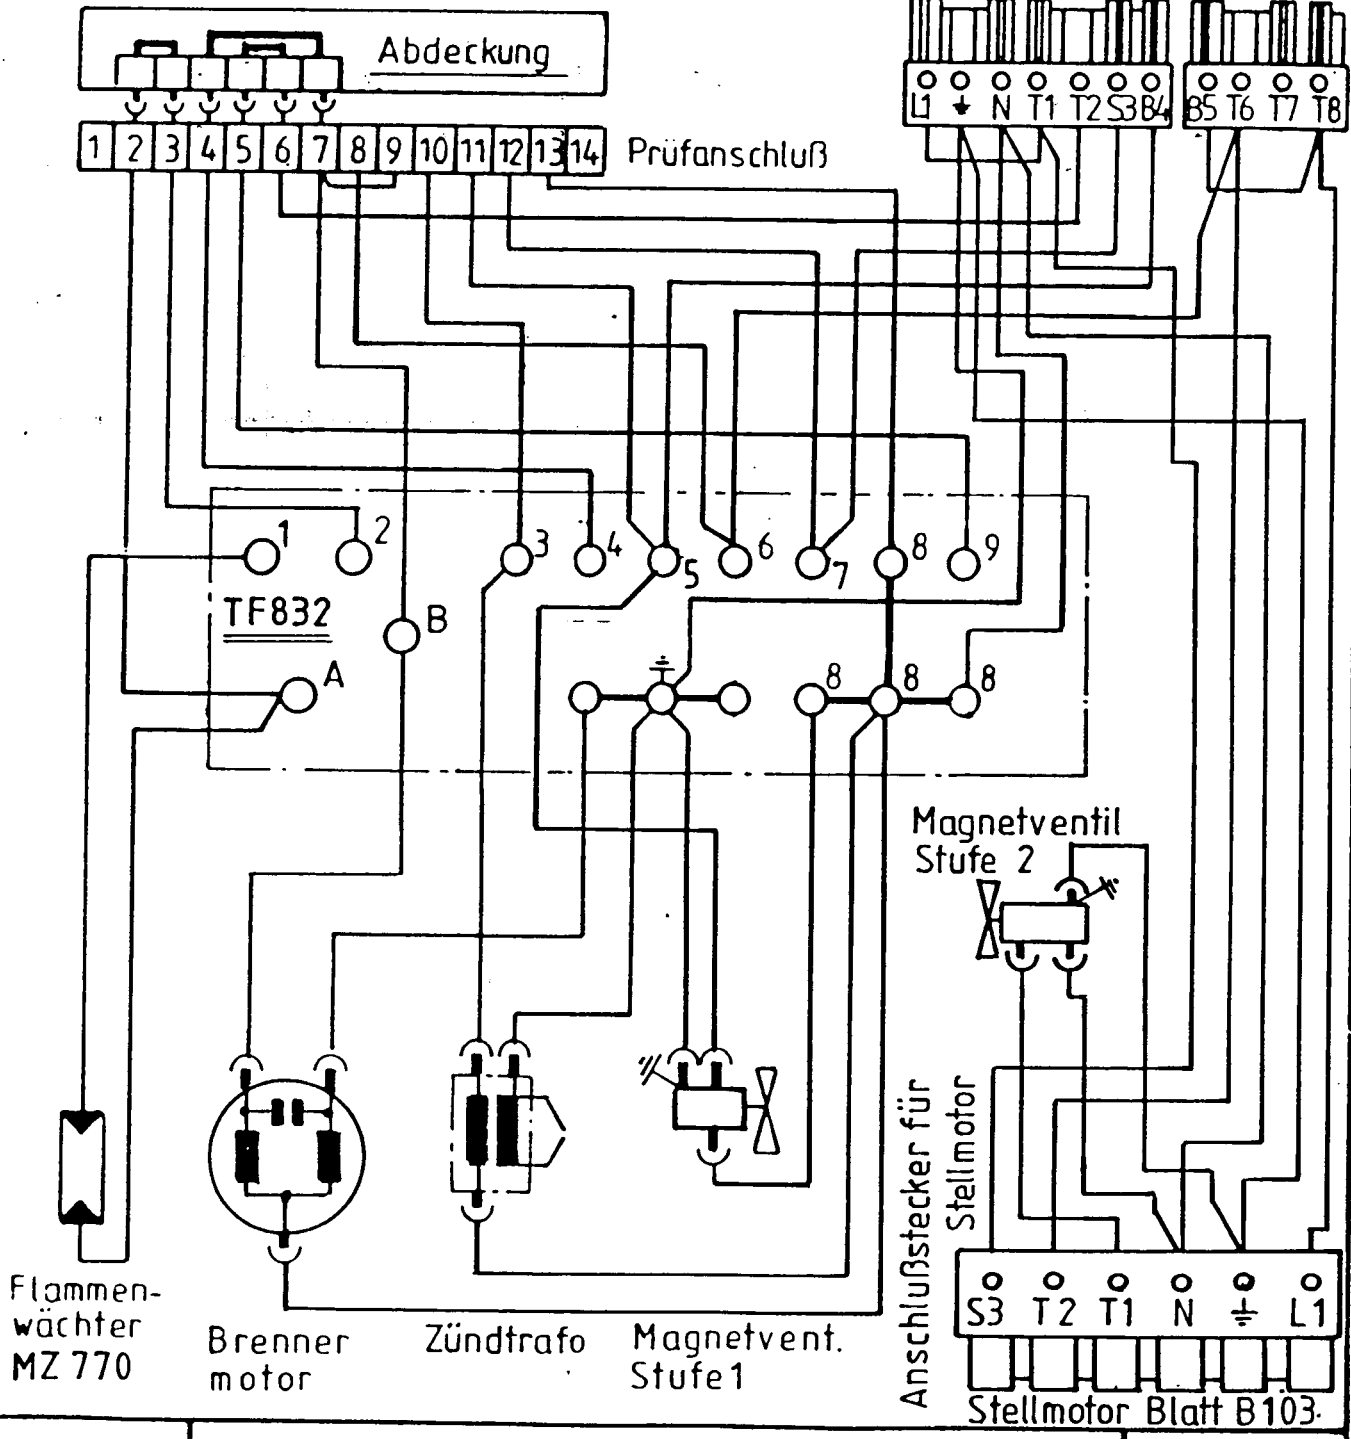 Abdeckung
L1 N T1 T2 S3 B4 B5 T6 T7 T8
1 2 3 4 5 6 7 8 9 10 11 12 13 14 Prüfanschluß
1 2 3 4 5 6 7 8 9
TF832
B
A
8 8 8
Magnetventil
Stufe 2
Anschlußstecker für
Stellmotor
S3 T2 T1 N L1
Stellmotor Blatt B103
Flammen-
wächter
MZ 770
Brenner
motor
Zündtrafo
Magnetvent.
Stufe1